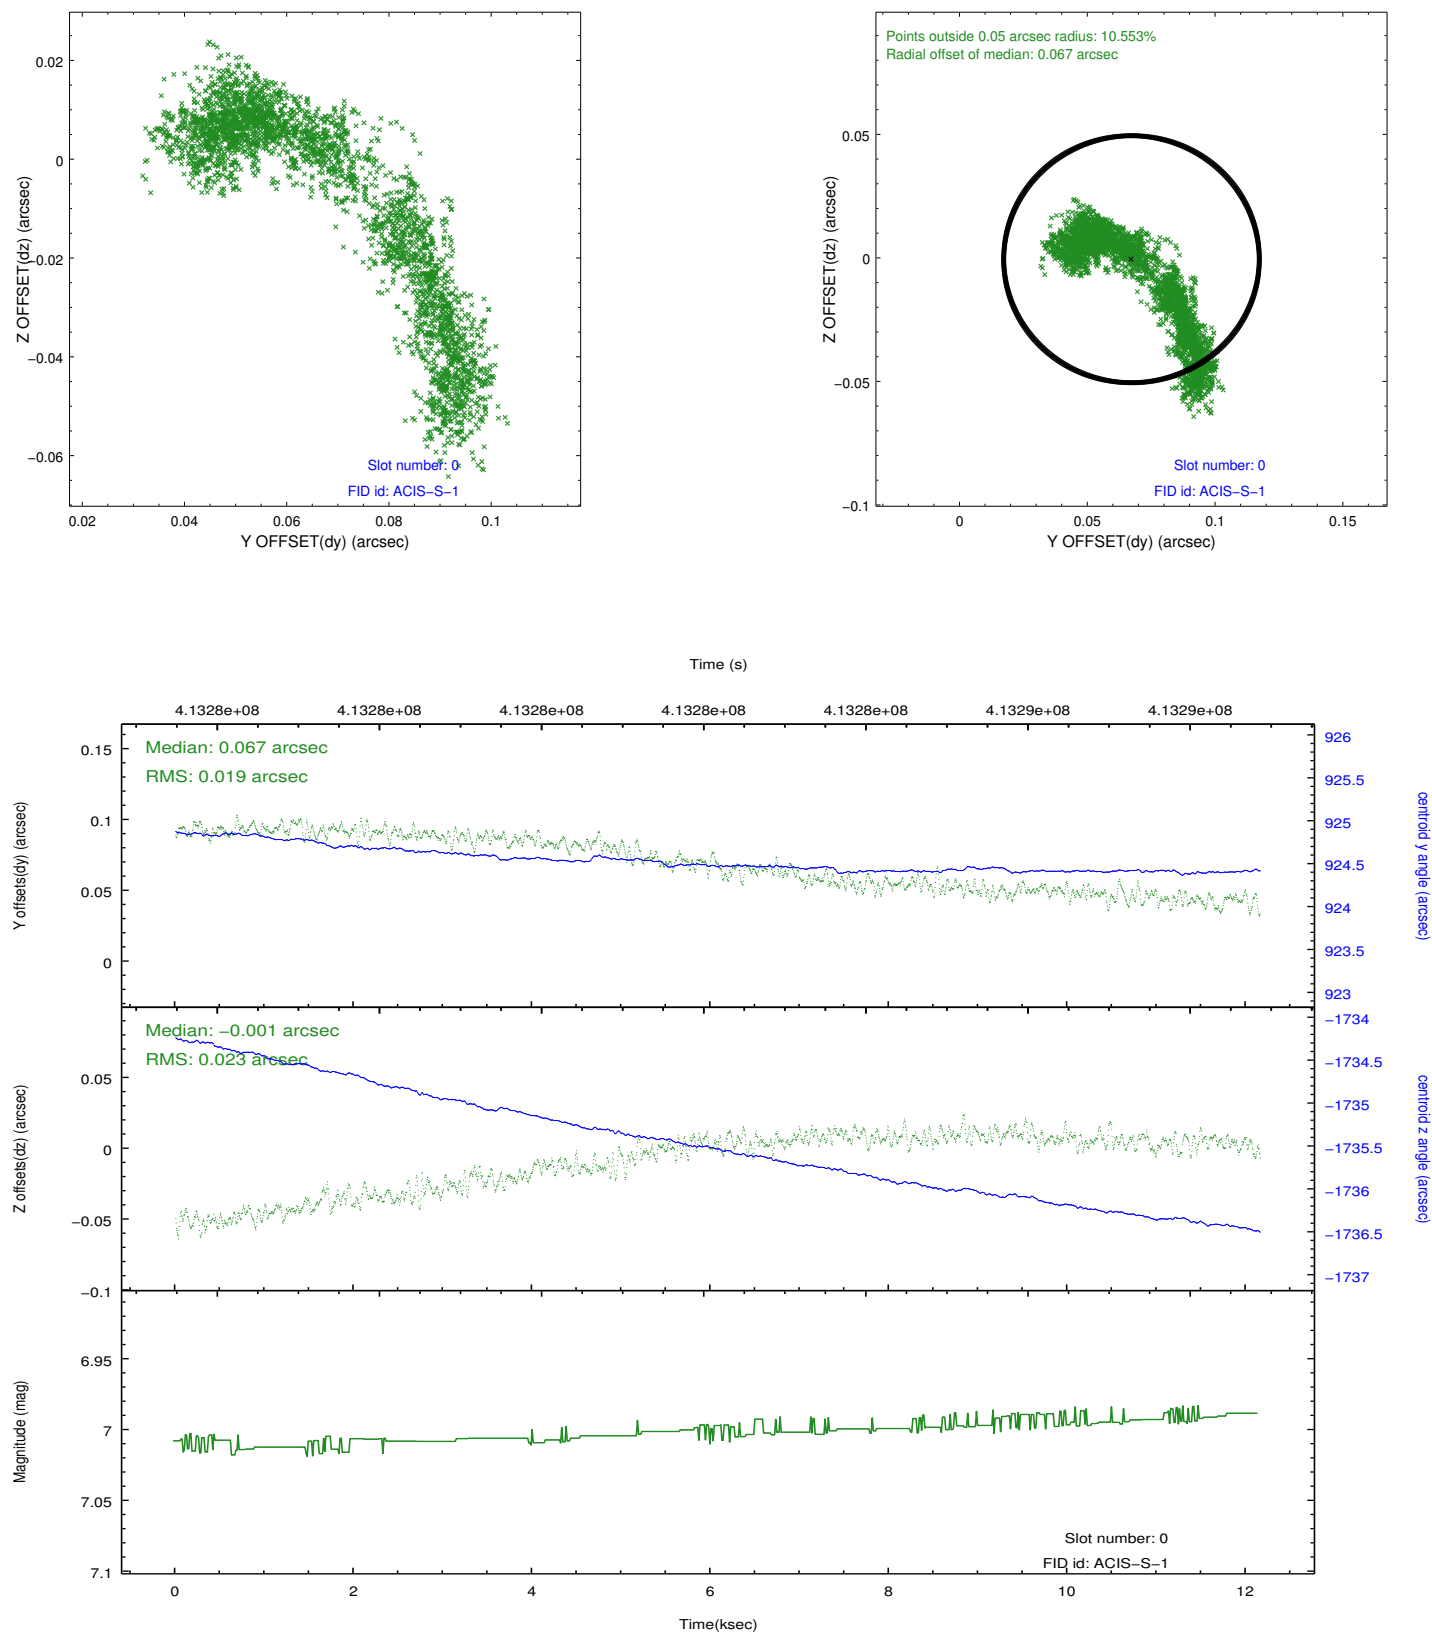 0.02
0
−0.02
−0.04
−0.06
Z OFFSET(dz) (arcsec)
Slot number: 0
FID id: ACIS−S−1
0.02 0.04 0.06 0.08 0.1
Y OFFSET(dy) (arcsec)
Points outside 0.05 arcsec radius: 10.553%
Radial offset of median: 0.067 arcsec
0.05
0
−0.05
−0.1
Z OFFSET(dz) (arcsec)
Slot number: 0
FID id: ACIS−S−1
0 0.05 0.1 0.15
Y OFFSET(dy) (arcsec)
Time (s)
4.1328e+08 4.1328e+08 4.1328e+08 4.1328e+08 4.1328e+08 4.1329e+08 4.1329e+08
Median: 0.067 arcsec
RMS: 0.019 arcsec
0.15
0.1
0.05
0
Y offsets(dy) (arcsec)
926
925.5
925
924.5
924
923.5
923
centroid y angle (arcsec)
Median: −0.001 arcsec
RMS: 0.023 arcsec
0.05
0
−0.05
−0.1
Z offsets(dz) (arcsec)
−1734
−1734.5
−1735
−1735.5
−1736
−1736.5
−1737
centroid z angle (arcsec)
6.95
7
7.05
7.1
Magnitude (mag)
Slot number: 0
FID id: ACIS−S−1
0 2 4 6 8 10 12
Time(ksec)